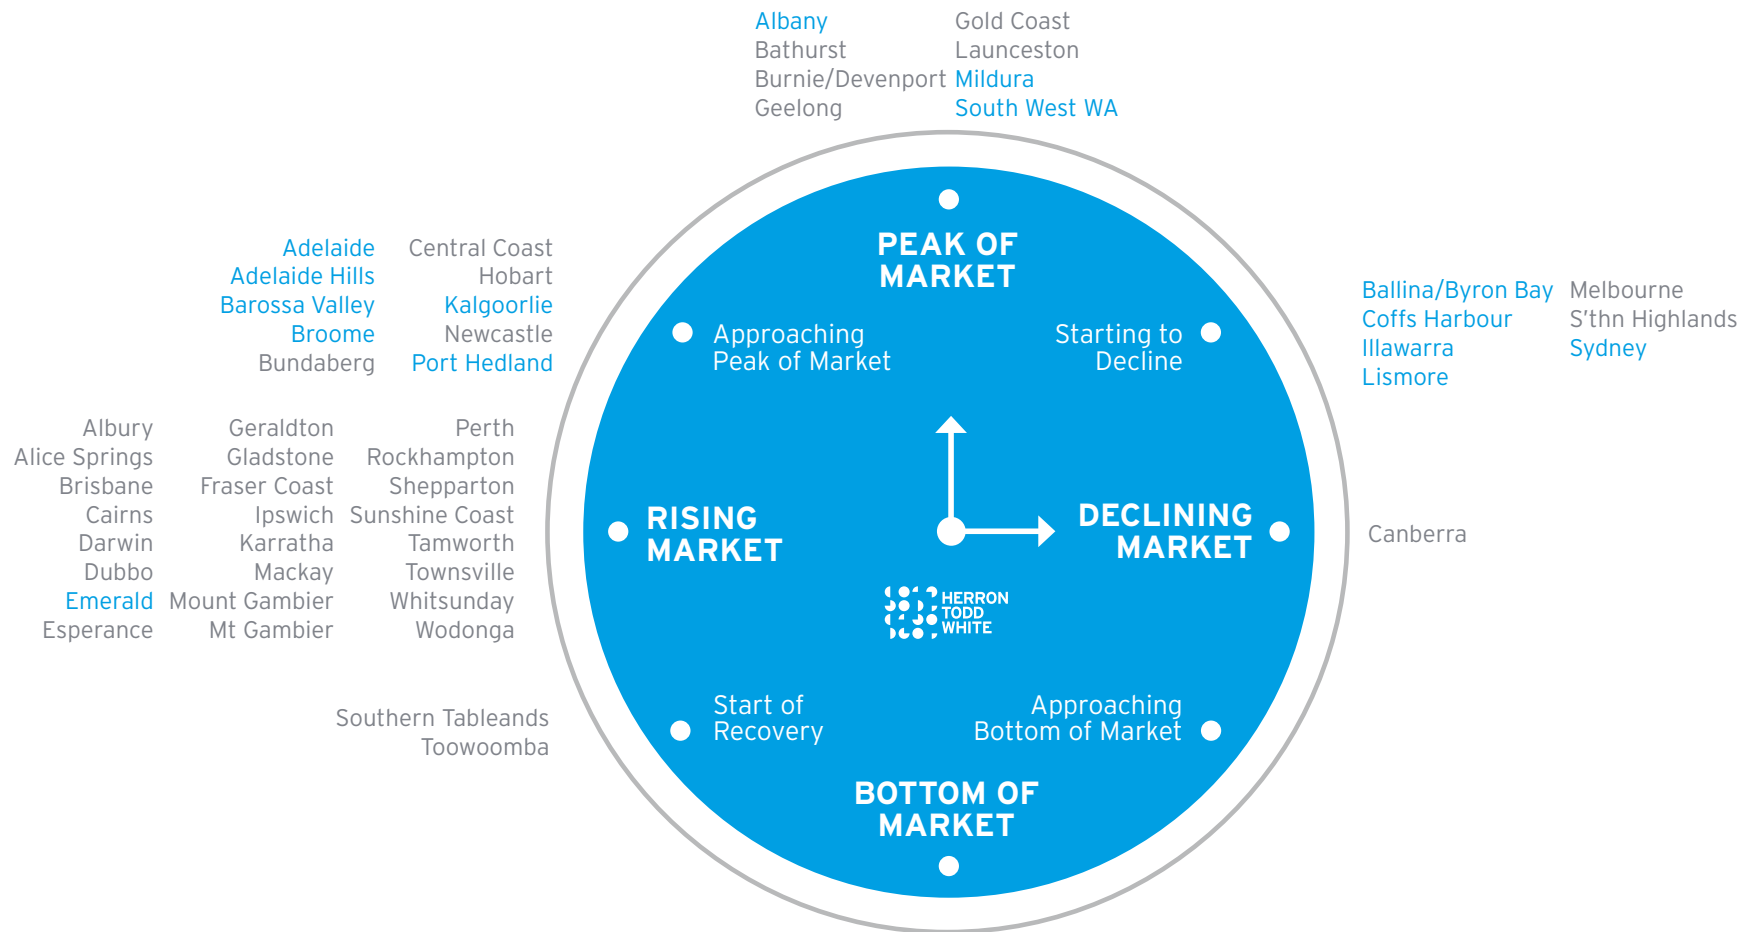 Albany
Bathurst
Burnie/Devenport
Geelong
Gold Coast
Launceston
Mildura
South West WA
PEAK OF
MARKET
Adelaide
Adelaide Hills
Barossa Valley
Broome
Bundaberg
Central Coast
Hobart
Kalgoorlie
Newcastle
Port Hedland
Approaching
Peak of Market
Starting to
Decline
Ballina/Byron Bay
Coffs Harbour
Illawarra
Lismore
Melbourne
S'thn Highlands
Sydney
Albury
Alice Springs
Brisbane
Cairns
Darwin
Dubbo
Emerald
Esperance
Geraldton
Gladstone
Fraser Coast
Ipswich
Karratha
Mackay
Mount Gambier
Mt Gambier
Perth
Rockhampton
Shepparton
Sunshine Coast
Tamworth
Townsville
Whitsunday
Wodonga
RISING
MARKET
DECLINING
MARKET
Canberra
HERRON
TODD
WHITE
Southern Tableands
Toowoomba
Start of
Recovery
Approaching
Bottom of Market
BOTTOM OF
MARKET